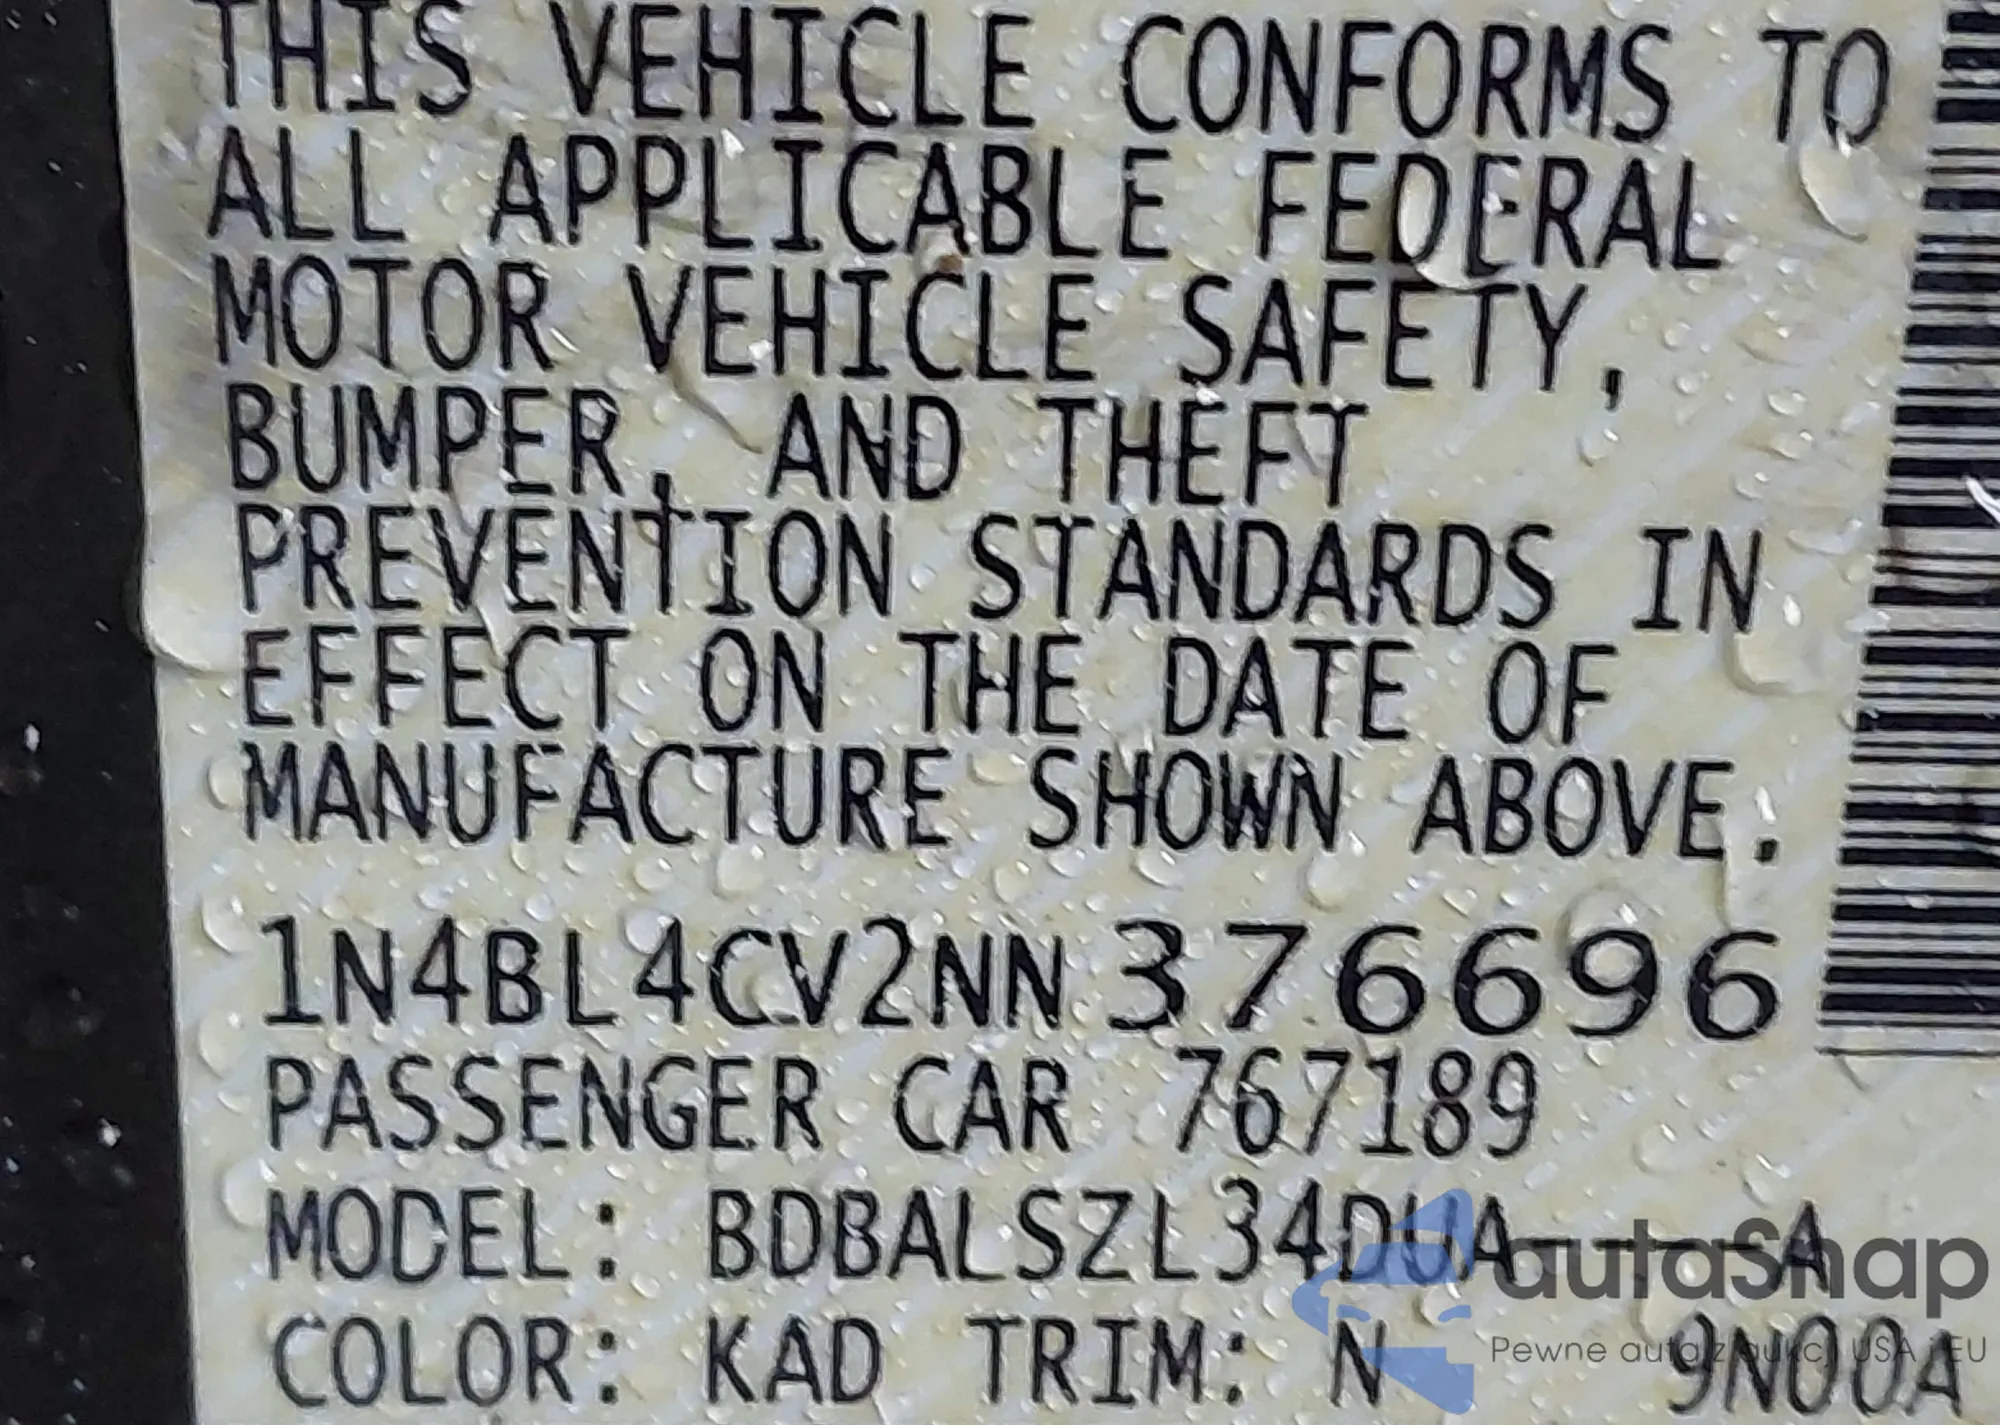 THIS VEHICLE CONFORMS TO
ALL APPLICABLE FEDERAL
MOTOR VEHICLE SAFETY,
BUMPER, AND THEFT
PREVENTION STANDARDS IN
EFFECT ON THE DATE OF
MANUFACTURE SHOWN ABOVE.
1N4BL4CV2NN376696
PASSENGER CAR 767189
MODEL: BDBALSZL34DUA----A
COLOR: KAD TRIM: N 9N00A
autaSnap
Pewne auta z aukcji USA i EU